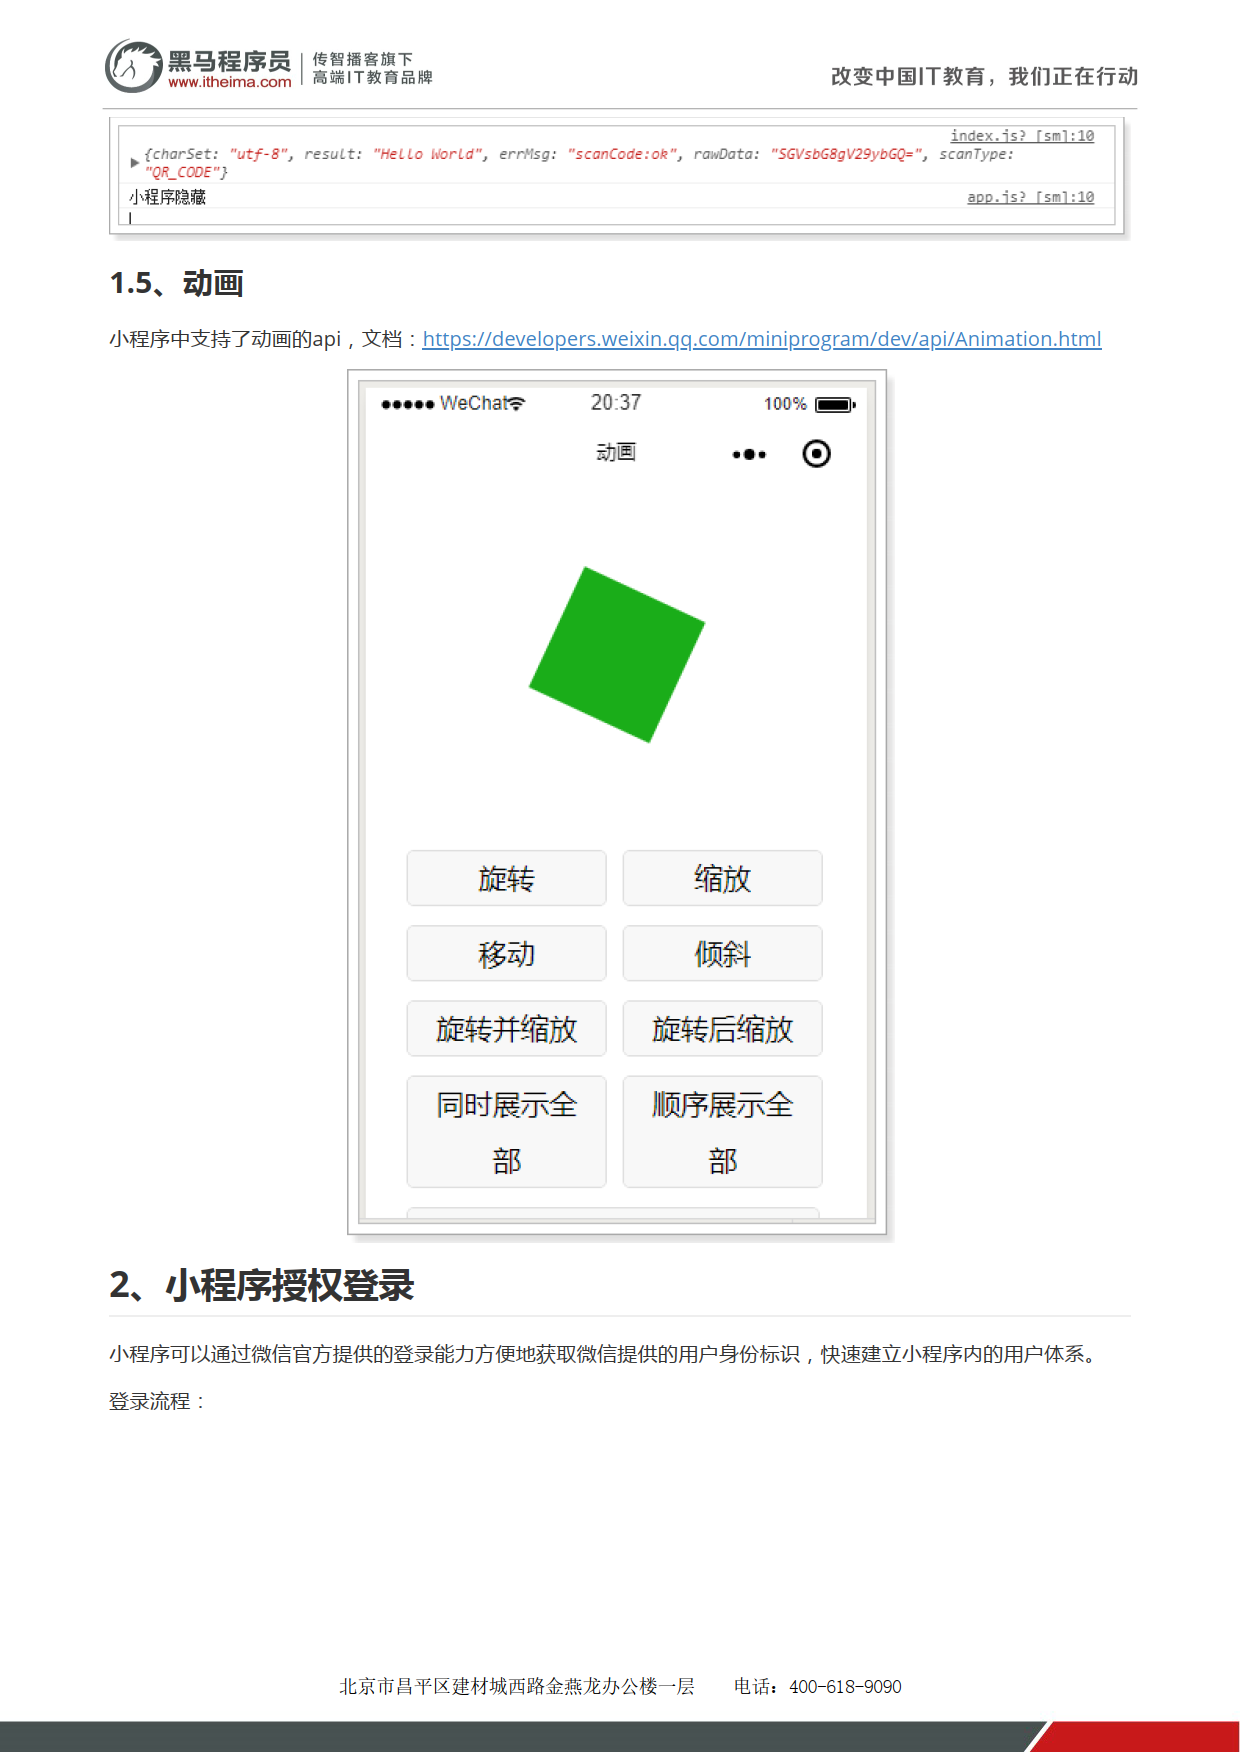 黑马程序员
www.itheima.com
传智播客旗下
高端IT教育品牌
改变中国IT教育，我们正在行动
index.js? [sm]:10
{charSet: "utf-8", result: "Hello World", errMsg: "scanCode:ok", rawData: "SGVsbG8gV29ybGQ=", scanType:
"QR_CODE"}
小程序隐藏
app.js? [sm]:10
1.5、动画
小程序中支持了动画的api，文档：https://developers.weixin.qq.com/miniprogram/dev/api/Animation.html
WeChat
20:37
100%
动画
旋转
缩放
移动
倾斜
旋转并缩放
旋转后缩放
同时展示全
部
顺序展示全
部
2、小程序授权登录
小程序可以通过微信官方提供的登录能力方便地获取微信提供的用户身份标识，快速建立小程序内的用户体系。
登录流程：
北京市昌平区建材城西路金燕龙办公楼一层 电话：400-618-9090